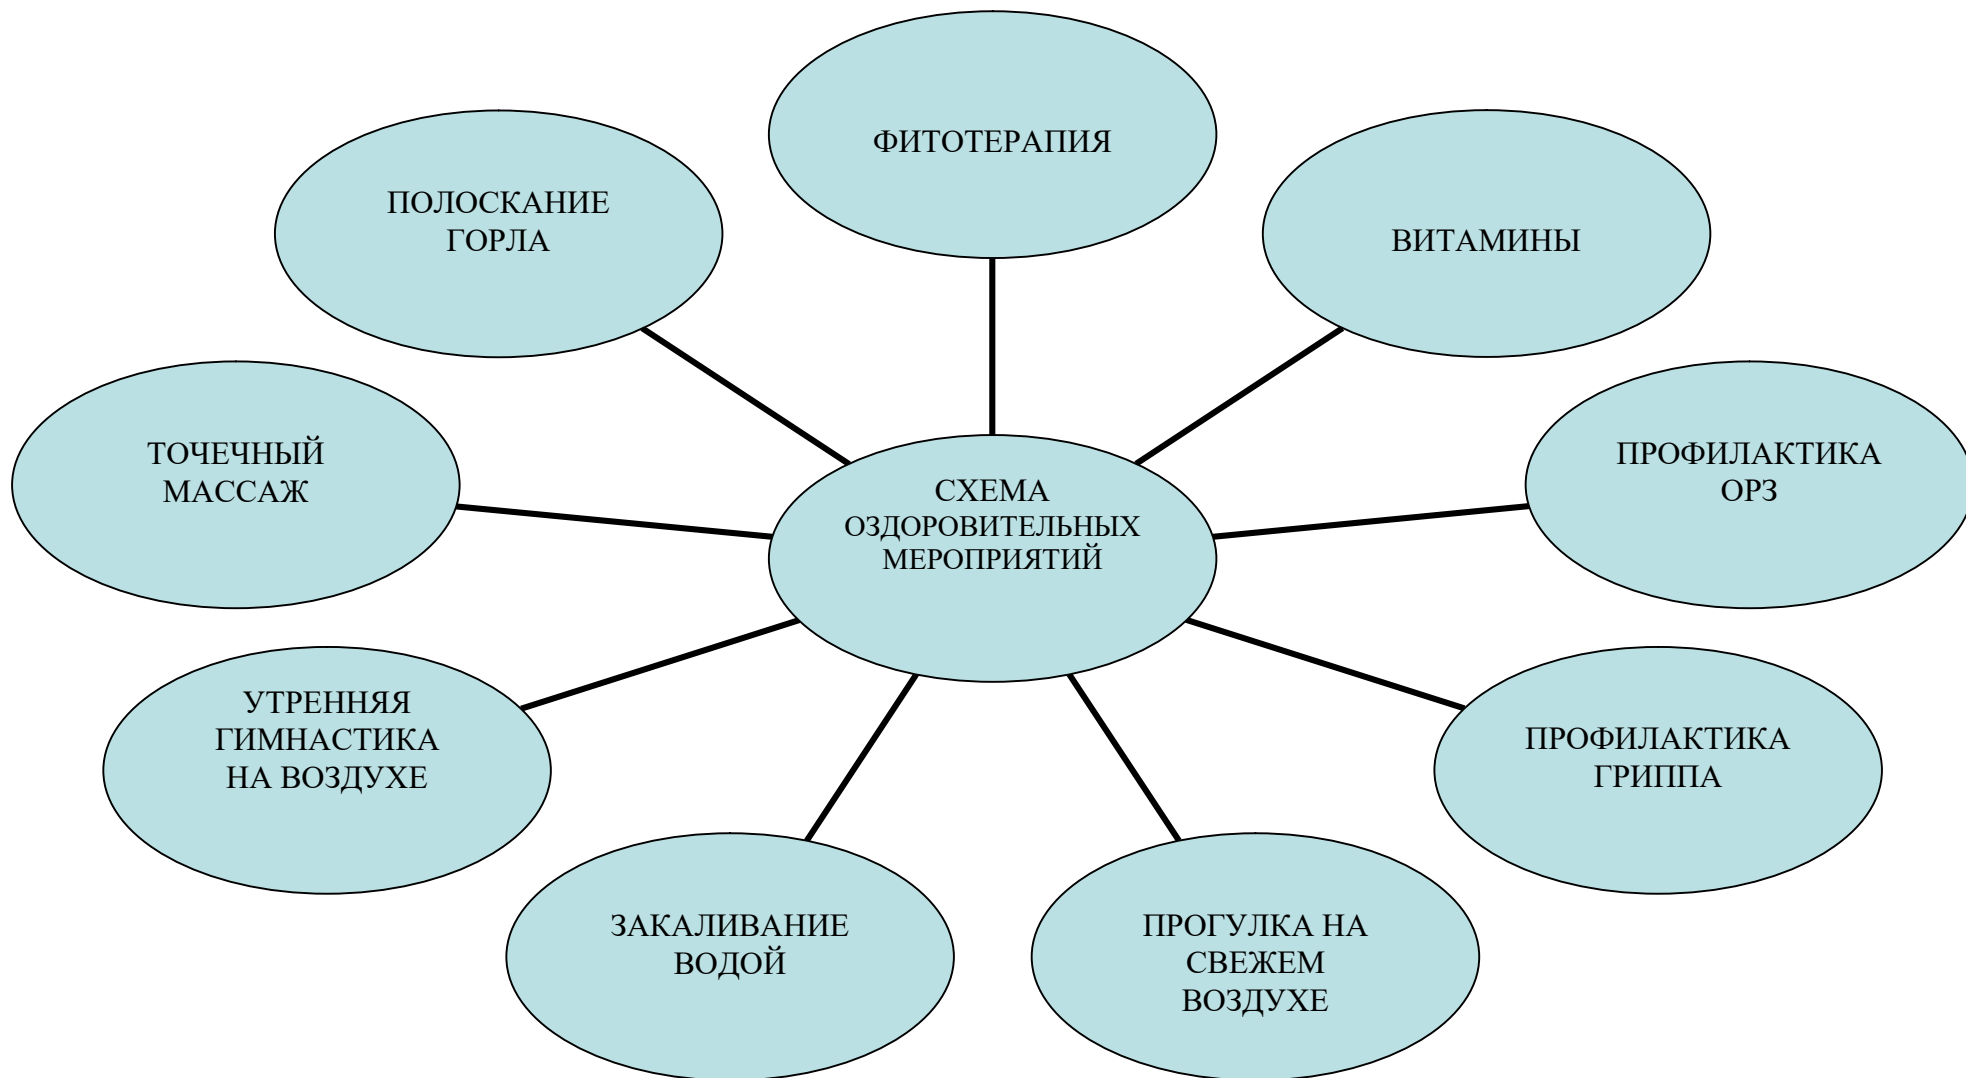 ФИТОТЕРАПИЯ
ПОЛОСКАНИЕ
ГОРЛА
ВИТАМИНЫ
ТОЧЕЧНЫЙ
МАССАЖ
ПРОФИЛАКТИКА
ОРЗ
СХЕМА
ОЗДОРОВИТЕЛЬНЫХ
МЕРОПРИЯТИЙ
УТРЕННЯЯ
ГИМНАСТИКА
НА ВОЗДУХЕ
ПРОФИЛАКТИКА
ГРИППА
ЗАКАЛИВАНИЕ
ВОДОЙ
ПРОГУЛКА НА
СВЕЖЕМ
ВОЗДУХЕ